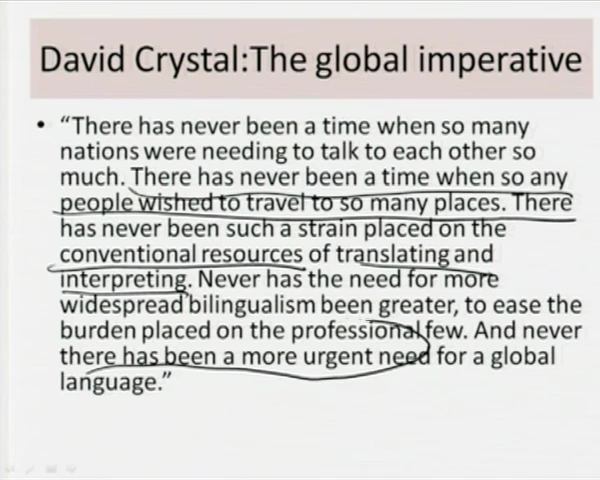 David Crystal:The global imperative
• “There has never been a time when so many
nations were needing to talk to each other so
much. There has never been a time when so any
people wished to travel to so many places. There
has never been such a strain placed on the
conventional resources of translating and
interpreting. Never has the need for more
widespread bilingualism been greater, to ease the
burden placed on the professional few. And never
there has been a more urgent need for a global
language.”